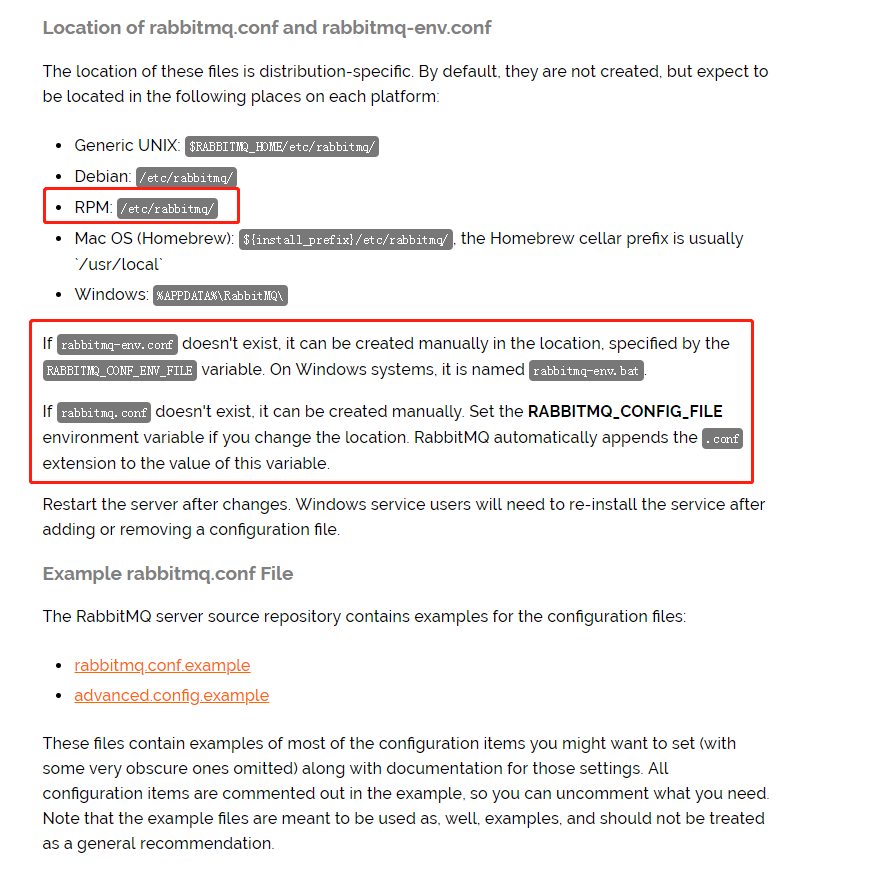 Location of rabbitmq.conf and rabbitmq-env.conf
The location of these files is distribution-specific. By default, they are not created, but expect to
be located in the following places on each platform:
• Generic UNIX: $RABBITMQ_HOME/etc/rabbitmq/
• Debian: /etc/rabbitmq/
• RPM: /etc/rabbitmq/
• Mac OS (Homebrew): ${install_prefix}/etc/rabbitmq/, the Homebrew cellar prefix is usually
`/usr/local`
• Windows: %APPDATA%\RabbitMQ\
If rabbitmq-env.conf doesn't exist, it can be created manually in the location, specified by the
RABBITMQ_CONF_ENV_FILE variable. On Windows systems, it is named rabbitmq-env.bat.
If rabbitmq.conf doesn't exist, it can be created manually. Set the RABBITMQ_CONFIG_FILE
environment variable if you change the location. RabbitMQ automatically appends the .conf
extension to the value of this variable.
Restart the server after changes. Windows service users will need to re-install the service after
adding or removing a configuration file.
Example rabbitmq.conf File
The RabbitMQ server source repository contains examples for the configuration files:
• rabbitmq.conf.example
• advanced.config.example
These files contain examples of most of the configuration items you might want to set (with
some very obscure ones omitted) along with documentation for those settings. All
configuration items are commented out in the example, so you can uncomment what you need.
Note that the example files are meant to be used as, well, examples, and should not be treated
as a general recommendation.